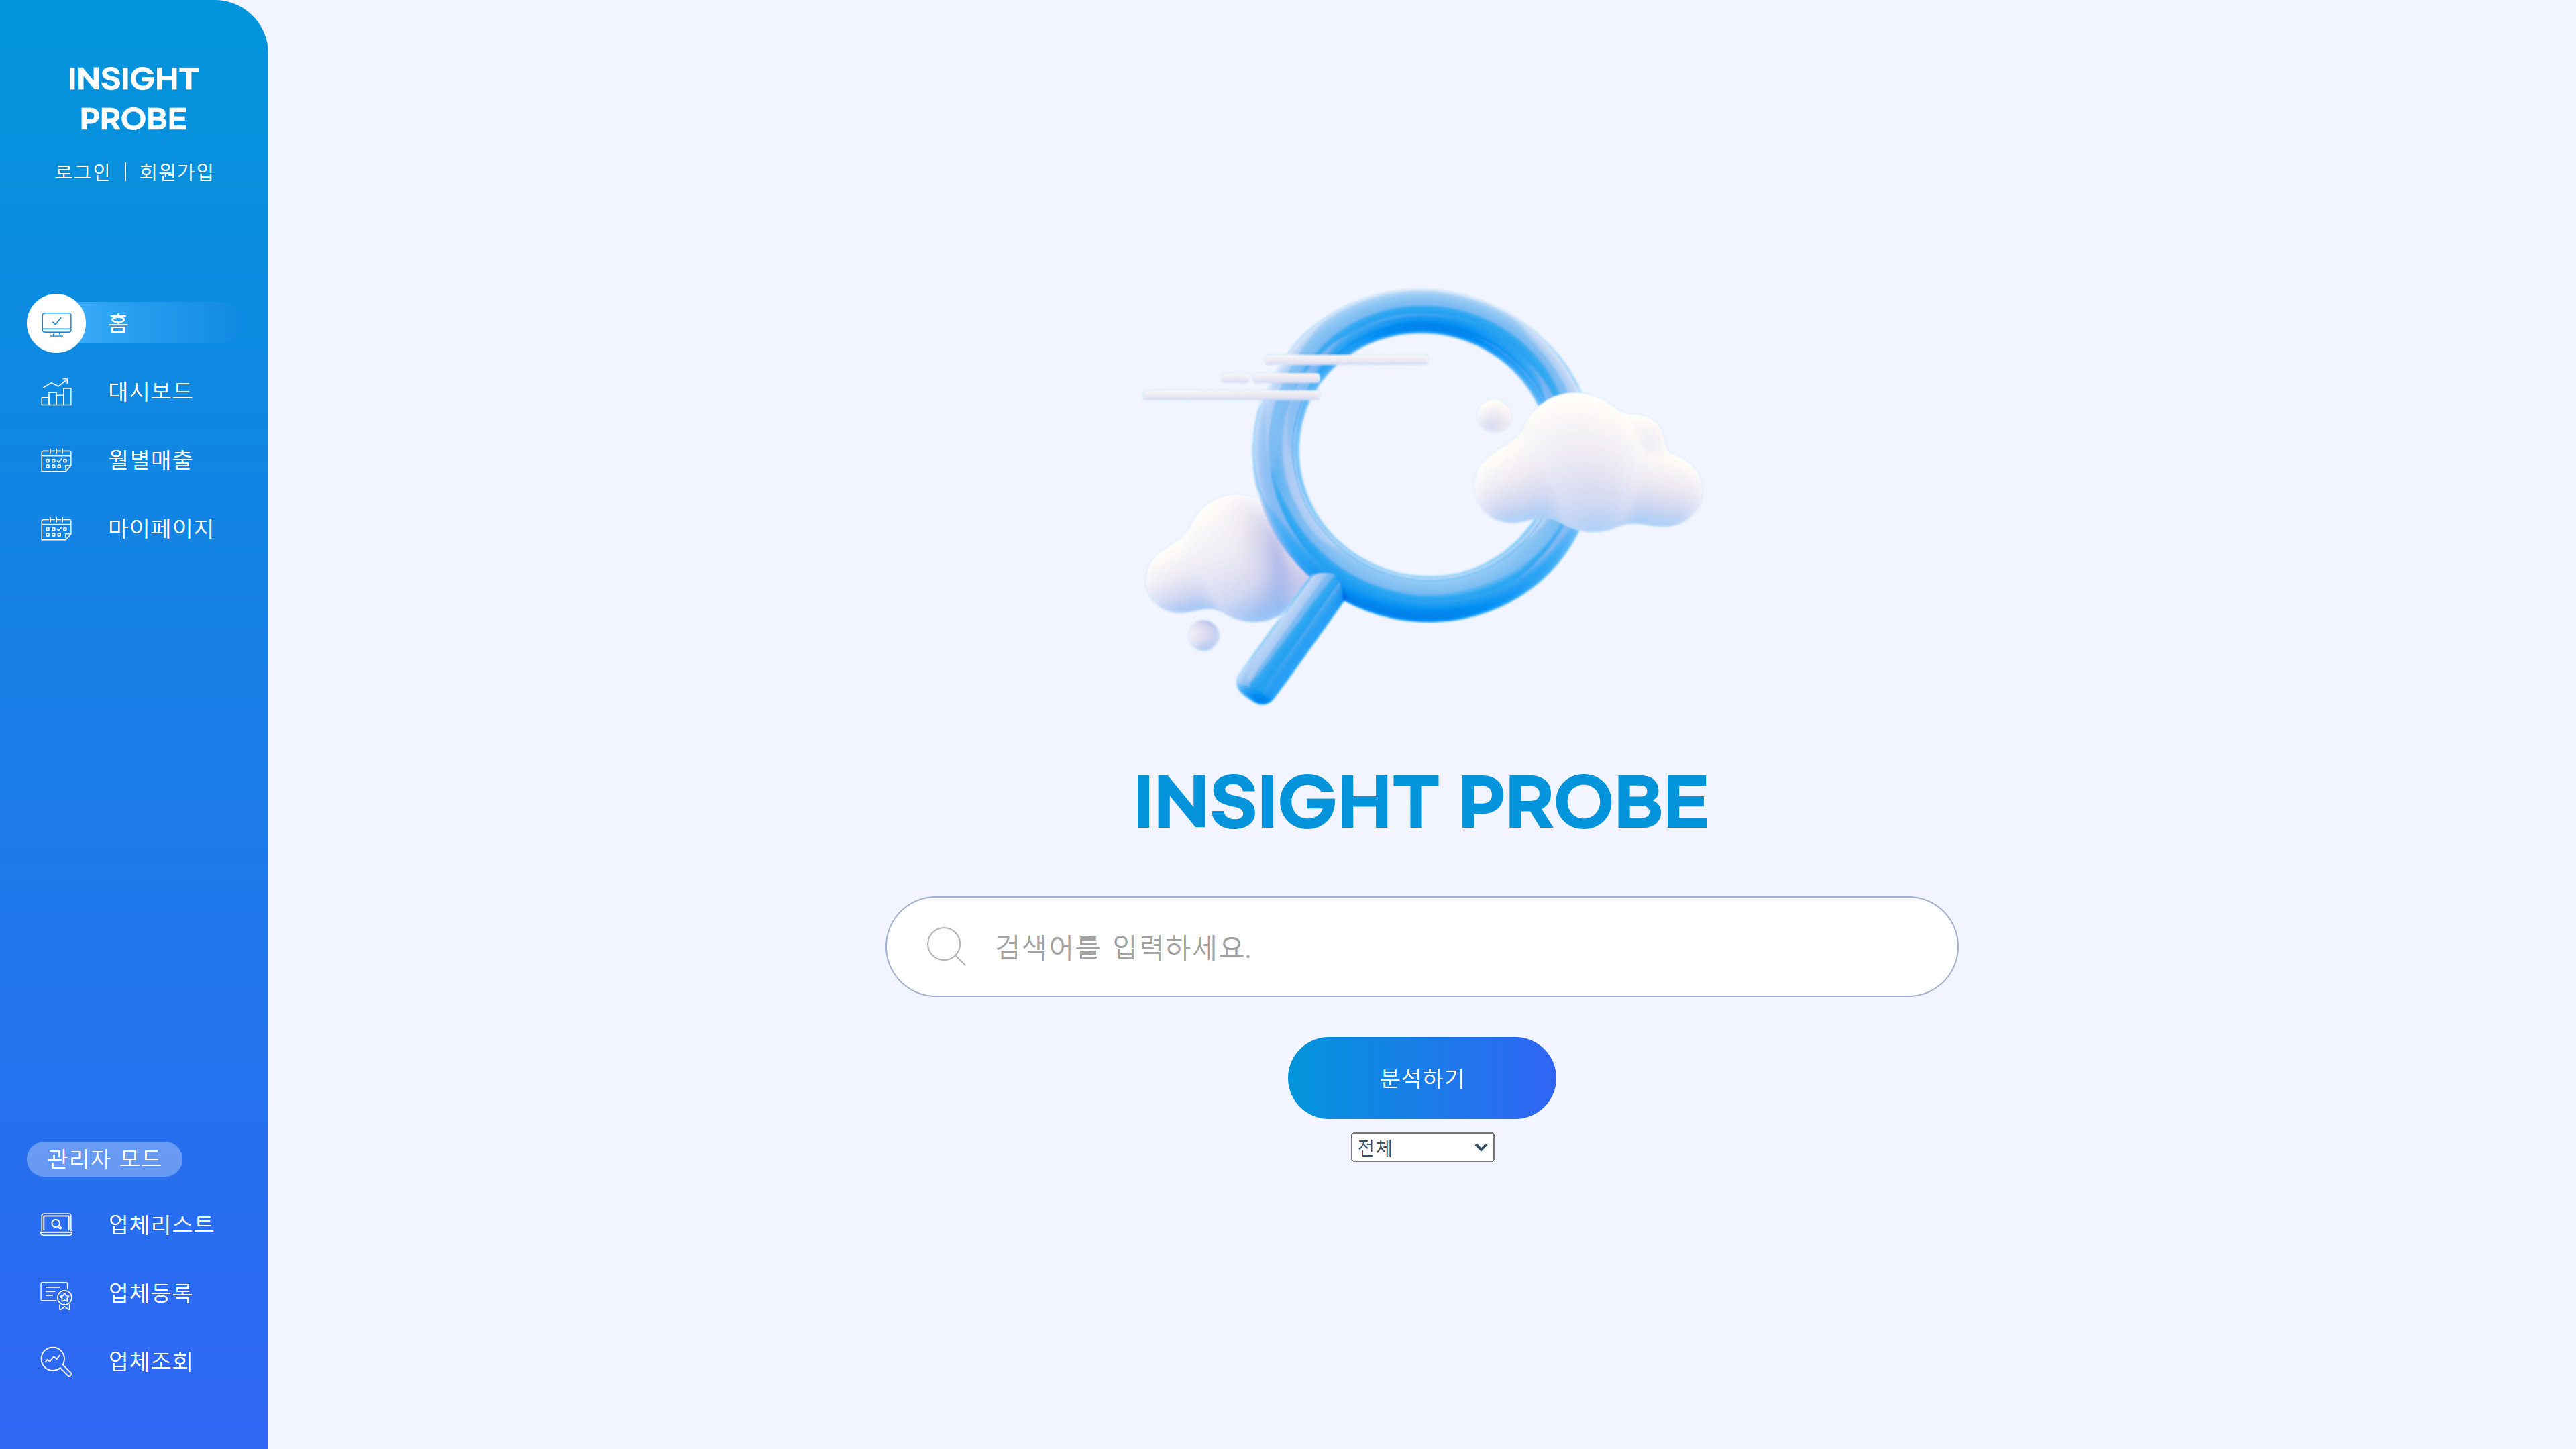 INSIGHT
PROBE
로그인 | 회원가입
홈
대시보드
월별매출
마이페이지
관리자 모드
업체리스트
업체등록
업체조회
INSIGHT PROBE
검색어를 입력하세요.
분석하기
전체